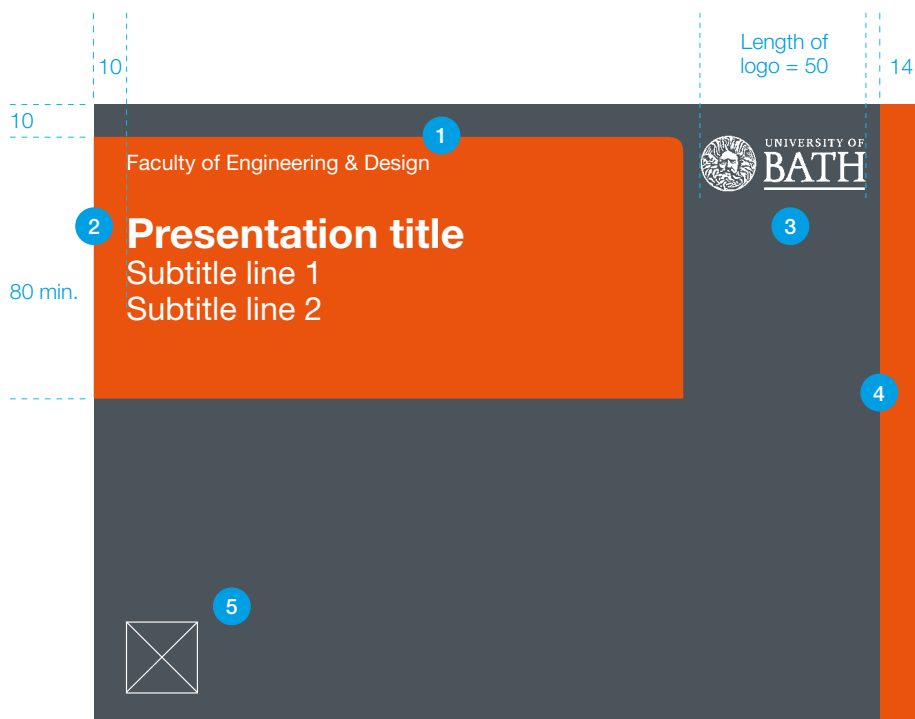 Length of
logo = 50
10
14
10
1
Faculty of Engineering & Design
UNIVERSITY OF
BATH
2
Presentation title
3
Subtitle line 1
80 min.
Subtitle line 2
4
5